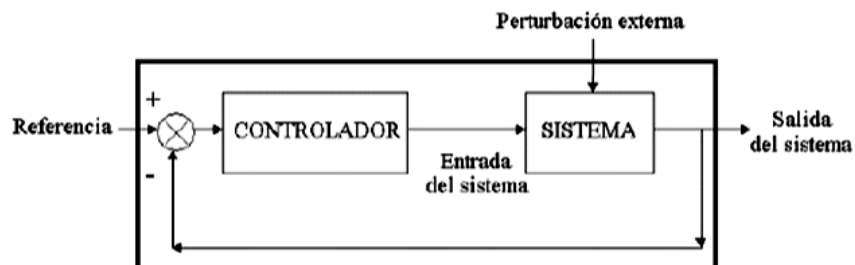 Perturbación externa
+
Referencia
CONTROLADOR
SISTEMA
Salida
del sistema
-
Entrada
del sistema